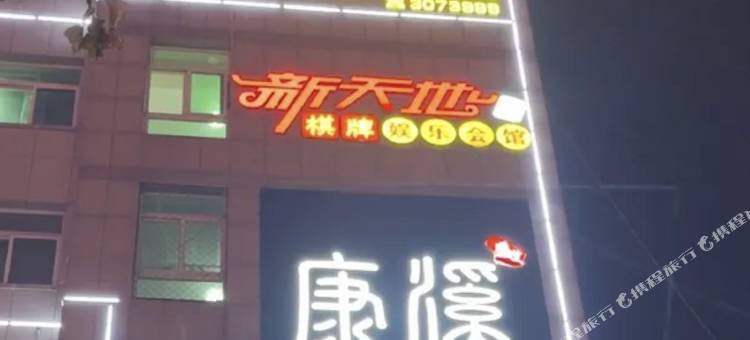 ☎3073999
新天地
棋牌娱乐会馆
康溪
携程旅行
携程旅行